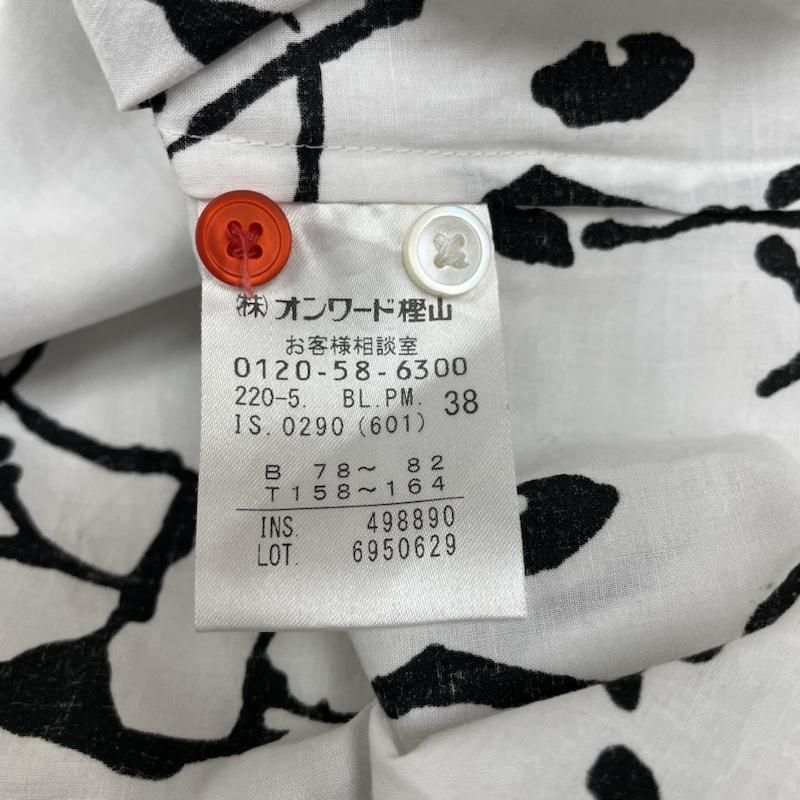 (株)オンワード樫山
お客様相談室
0120-58-6300
220-5. BL.PM. 38
IS.0290(601)
B 78~ 82
T158~164
INS. 498890
LOT. 6950629